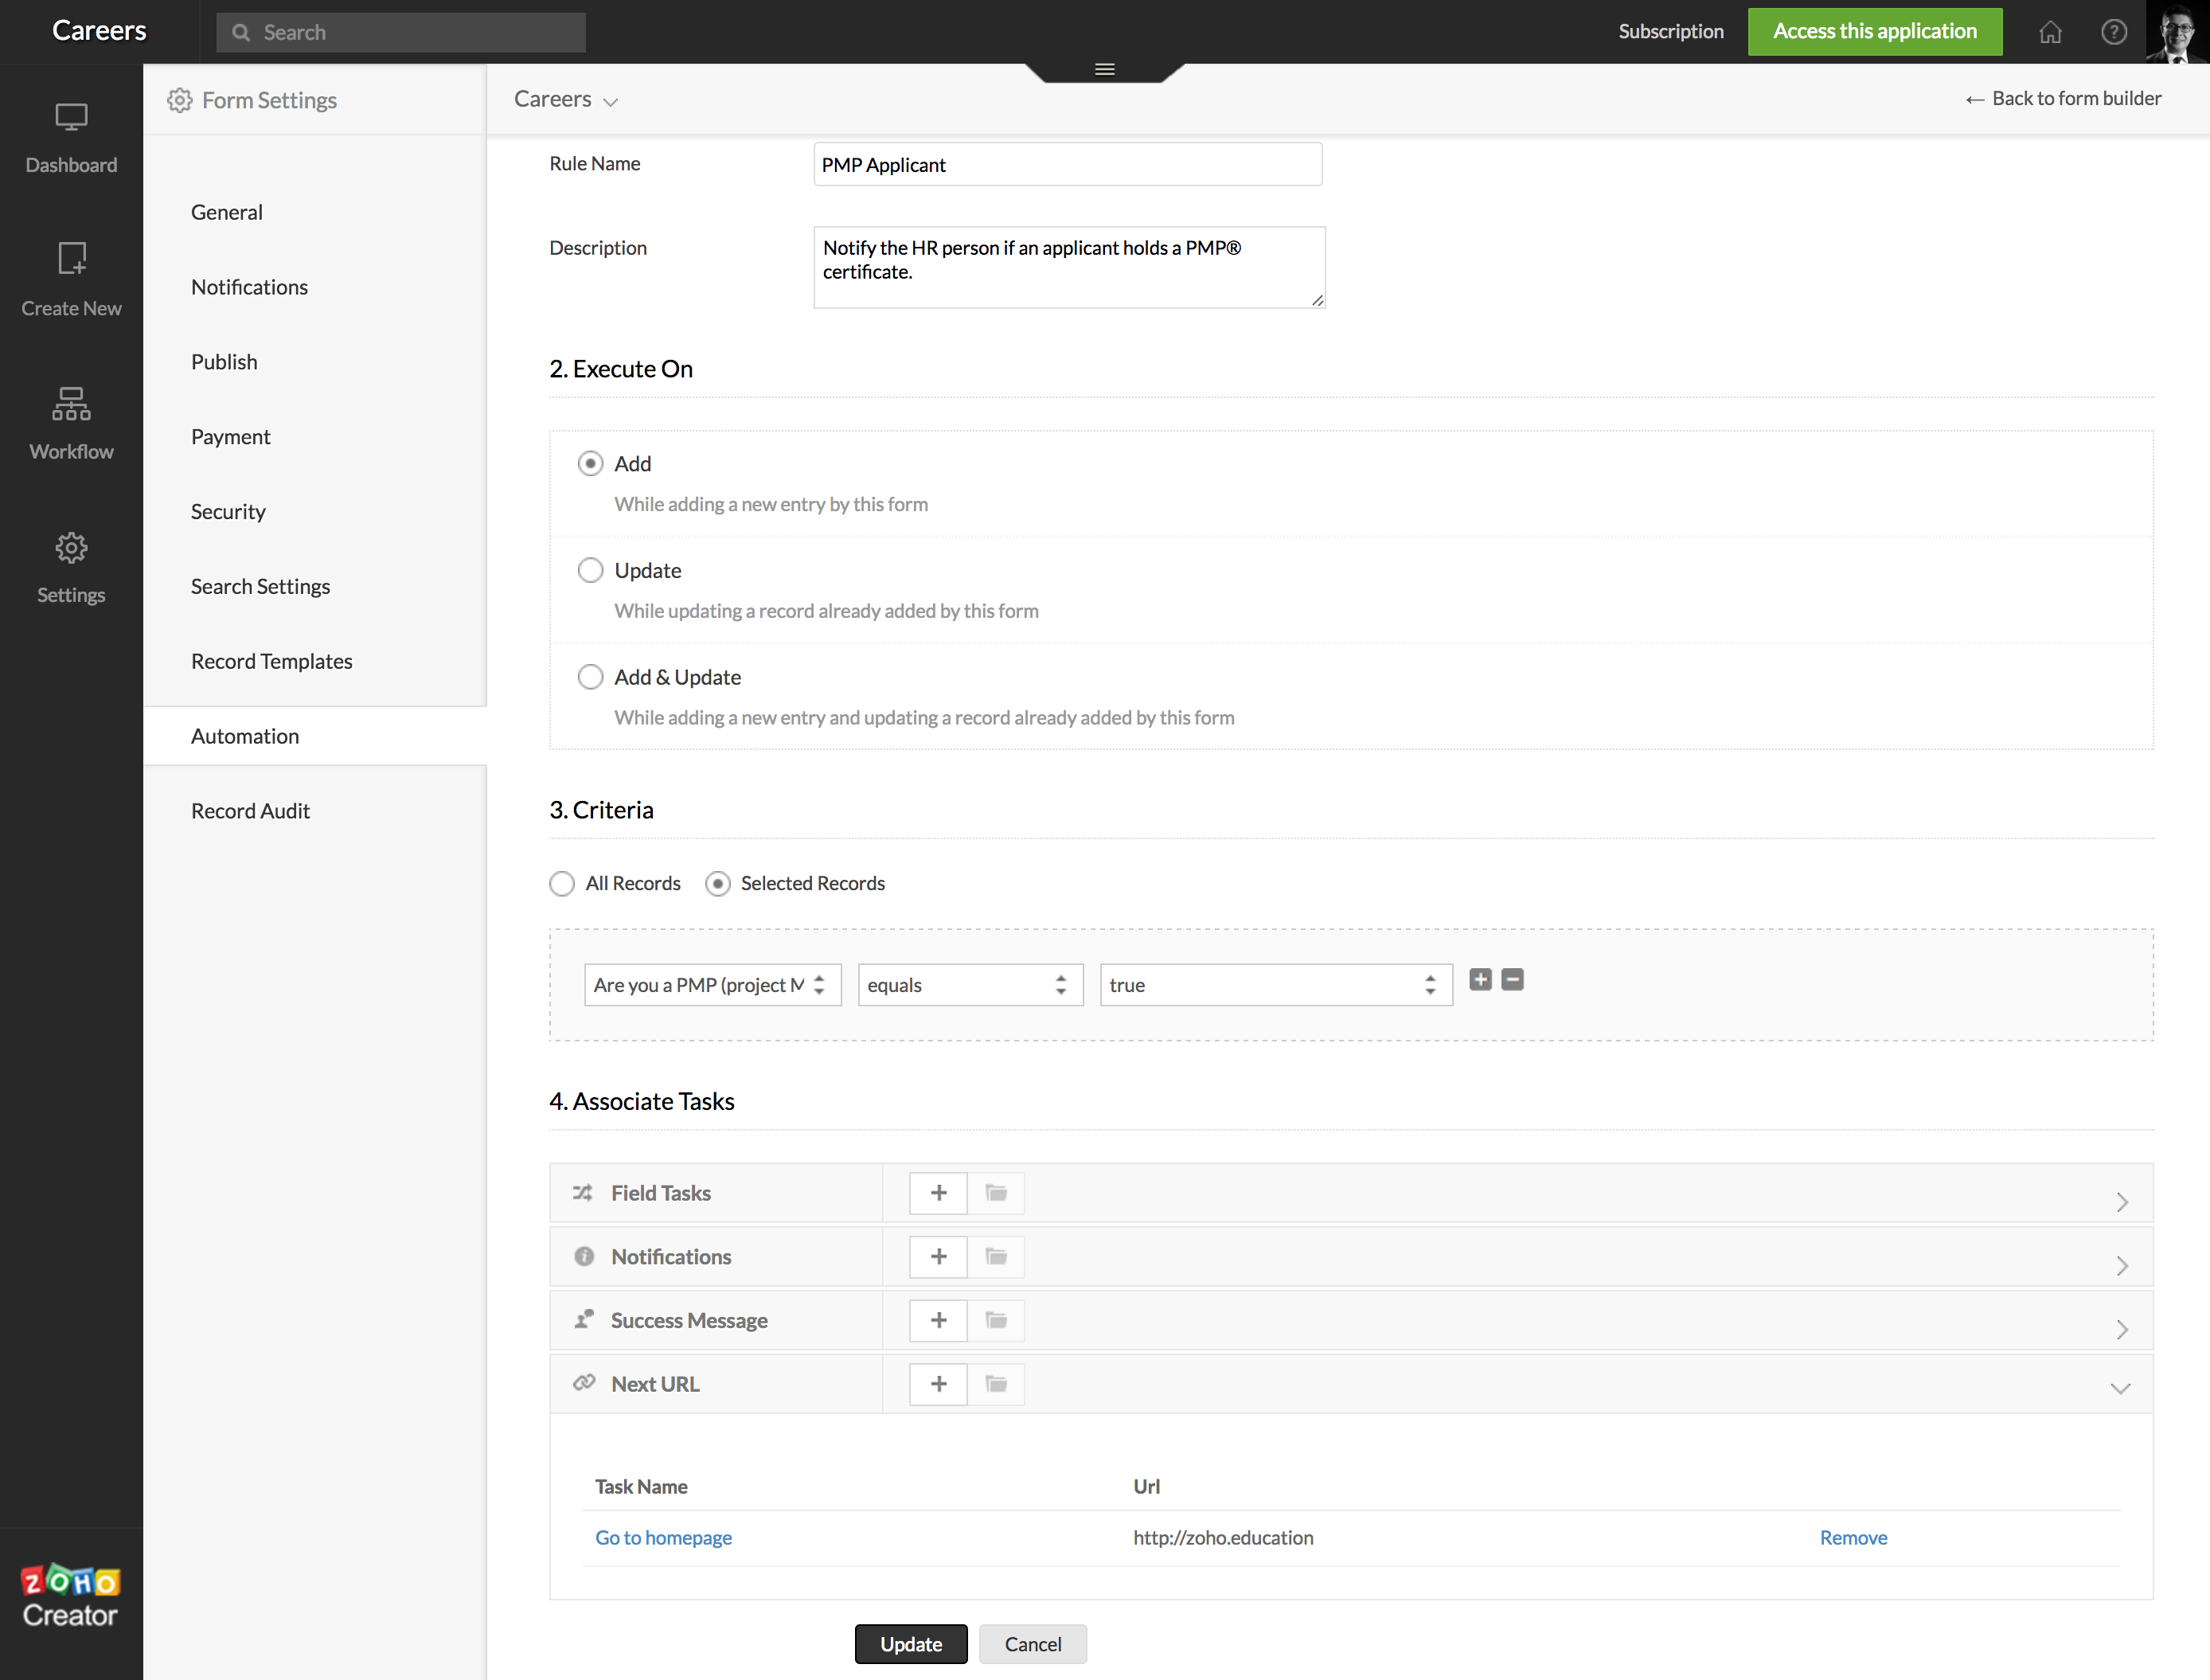 Careers
Search
Subscription
Access this application
?
Dashboard
Create New
Workflow
Settings
ZOHO
Creator
Form Settings
General
Notifications
Publish
Payment
Security
Search Settings
Record Templates
Automation
Record Audit
Careers
← Back to form builder
Rule Name
PMP Applicant
Description
Notify the HR person if an applicant holds a PMP®
certificate.
2. Execute On
Add
While adding a new entry by this form
Update
While updating a record already added by this form
Add & Update
While adding a new entry and updating a record already added by this form
3. Criteria
All Records
Selected Records
Are you a PMP (project M
equals
true
4. Associate Tasks
Field Tasks
Notifications
Success Message
Next URL
Task Name
Url
Go to homepage
http://zoho.education
Remove
Update
Cancel